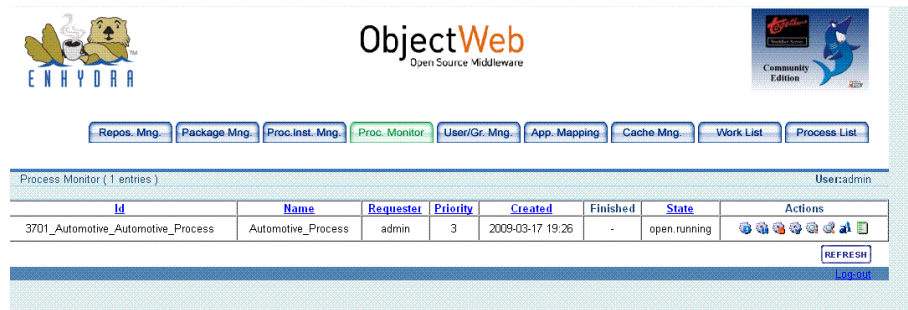 ENHYDRA
TM
ObjectWeb
Open Source Middleware
Together
Community
Edition
Repos. Mng. Package Mng. Proc.Inst. Mng. Proc. Monitor User/Gr. Mng. App. Mapping Cache Mng. Work List Process List
Process Monitor ( 1 entries ) User:admin
Id Name Requester Priority Created Finished State Actions
3701_Automotive_Automotive_Process Automotive_Process admin 3 2009-03-17 19:26 - open.running
REFRESH
Log-out